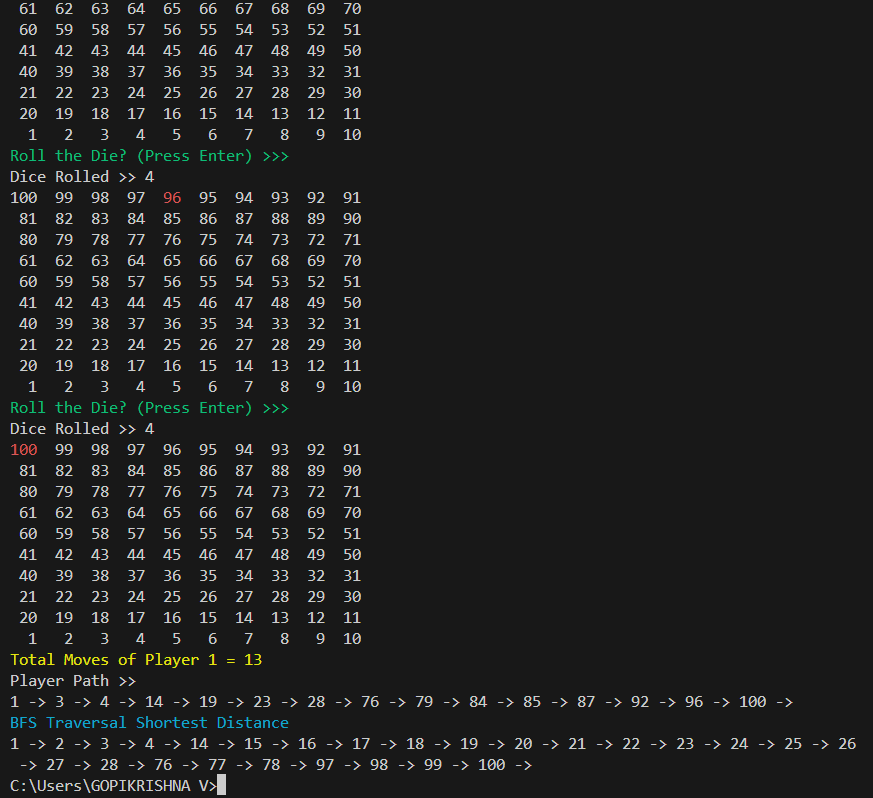 61 62 63 64 65 66 67 68 69 70
60 59 58 57 56 55 54 53 52 51
41 42 43 44 45 46 47 48 49 50
40 39 38 37 36 35 34 33 32 31
21 22 23 24 25 26 27 28 29 30
20 19 18 17 16 15 14 13 12 11
1 2 3 4 5 6 7 8 9 10
Roll the Die? (Press Enter) >>>
Dice Rolled >> 4
100 99 98 97 96 95 94 93 92 91
81 82 83 84 85 86 87 88 89 90
80 79 78 77 76 75 74 73 72 71
61 62 63 64 65 66 67 68 69 70
60 59 58 57 56 55 54 53 52 51
41 42 43 44 45 46 47 48 49 50
40 39 38 37 36 35 34 33 32 31
21 22 23 24 25 26 27 28 29 30
20 19 18 17 16 15 14 13 12 11
1 2 3 4 5 6 7 8 9 10
Roll the Die? (Press Enter) >>>
Dice Rolled >> 4
100 99 98 97 96 95 94 93 92 91
81 82 83 84 85 86 87 88 89 90
80 79 78 77 76 75 74 73 72 71
61 62 63 64 65 66 67 68 69 70
60 59 58 57 56 55 54 53 52 51
41 42 43 44 45 46 47 48 49 50
40 39 38 37 36 35 34 33 32 31
21 22 23 24 25 26 27 28 29 30
20 19 18 17 16 15 14 13 12 11
1 2 3 4 5 6 7 8 9 10
Total Moves of Player 1 = 13
Player Path >>
1 -> 3 -> 4 -> 14 -> 19 -> 23 -> 28 -> 76 -> 79 -> 84 -> 85 -> 87 -> 92 -> 96 -> 100 ->
BFS Traversal Shortest Distance
1 -> 2 -> 3 -> 4 -> 14 -> 15 -> 16 -> 17 -> 18 -> 19 -> 20 -> 21 -> 22 -> 23 -> 24 -> 25 -> 26
-> 27 -> 28 -> 76 -> 77 -> 78 -> 97 -> 98 -> 99 -> 100 ->
C:\Users\GOPIKRISHNA V>